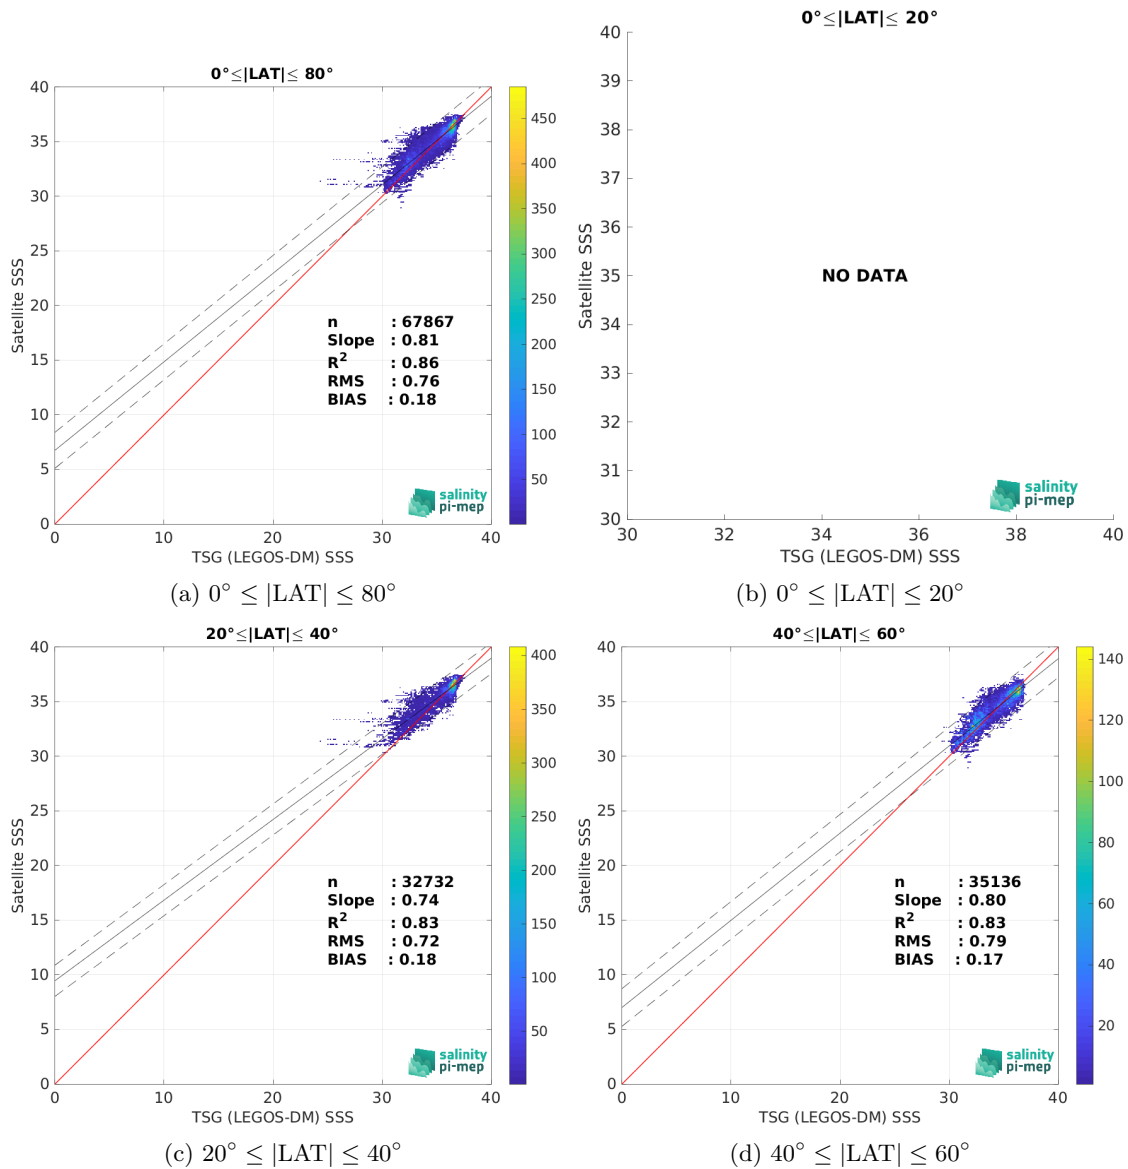 0°≤|LAT|≤ 80°
40
35
30
25
20
15
10
5
0
Satellite SSS
n : 67867
Slope : 0.81
R2 : 0.86
RMS : 0.76
BIAS : 0.18
salinity
pi-mep
0 10 20 30 40
TSG (LEGOS-DM) SSS
450
400
350
300
250
200
150
100
50
(a) 0° ≤ |LAT| ≤ 80°
0°≤|LAT|≤ 20°
40
39
38
37
36
35
34
33
32
31
30
Satellite SSS
NO DATA
salinity
pi-mep
30 32 34 36 38 40
TSG (LEGOS-DM) SSS
(b) 0° ≤ |LAT| ≤ 20°
20°≤|LAT|≤ 40°
40
35
30
25
20
15
10
5
0
Satellite SSS
n : 32732
Slope : 0.74
R2 : 0.83
RMS : 0.72
BIAS : 0.18
salinity
pi-mep
0 10 20 30 40
TSG (LEGOS-DM) SSS
400
350
300
250
200
150
100
50
(c) 20° ≤ |LAT| ≤ 40°
40°≤|LAT|≤ 60°
40
35
30
25
20
15
10
5
0
Satellite SSS
n : 35136
Slope : 0.80
R2 : 0.83
RMS : 0.79
BIAS : 0.17
salinity
pi-mep
0 10 20 30 40
TSG (LEGOS-DM) SSS
140
120
100
80
60
40
20
(d) 40° ≤ |LAT| ≤ 60°